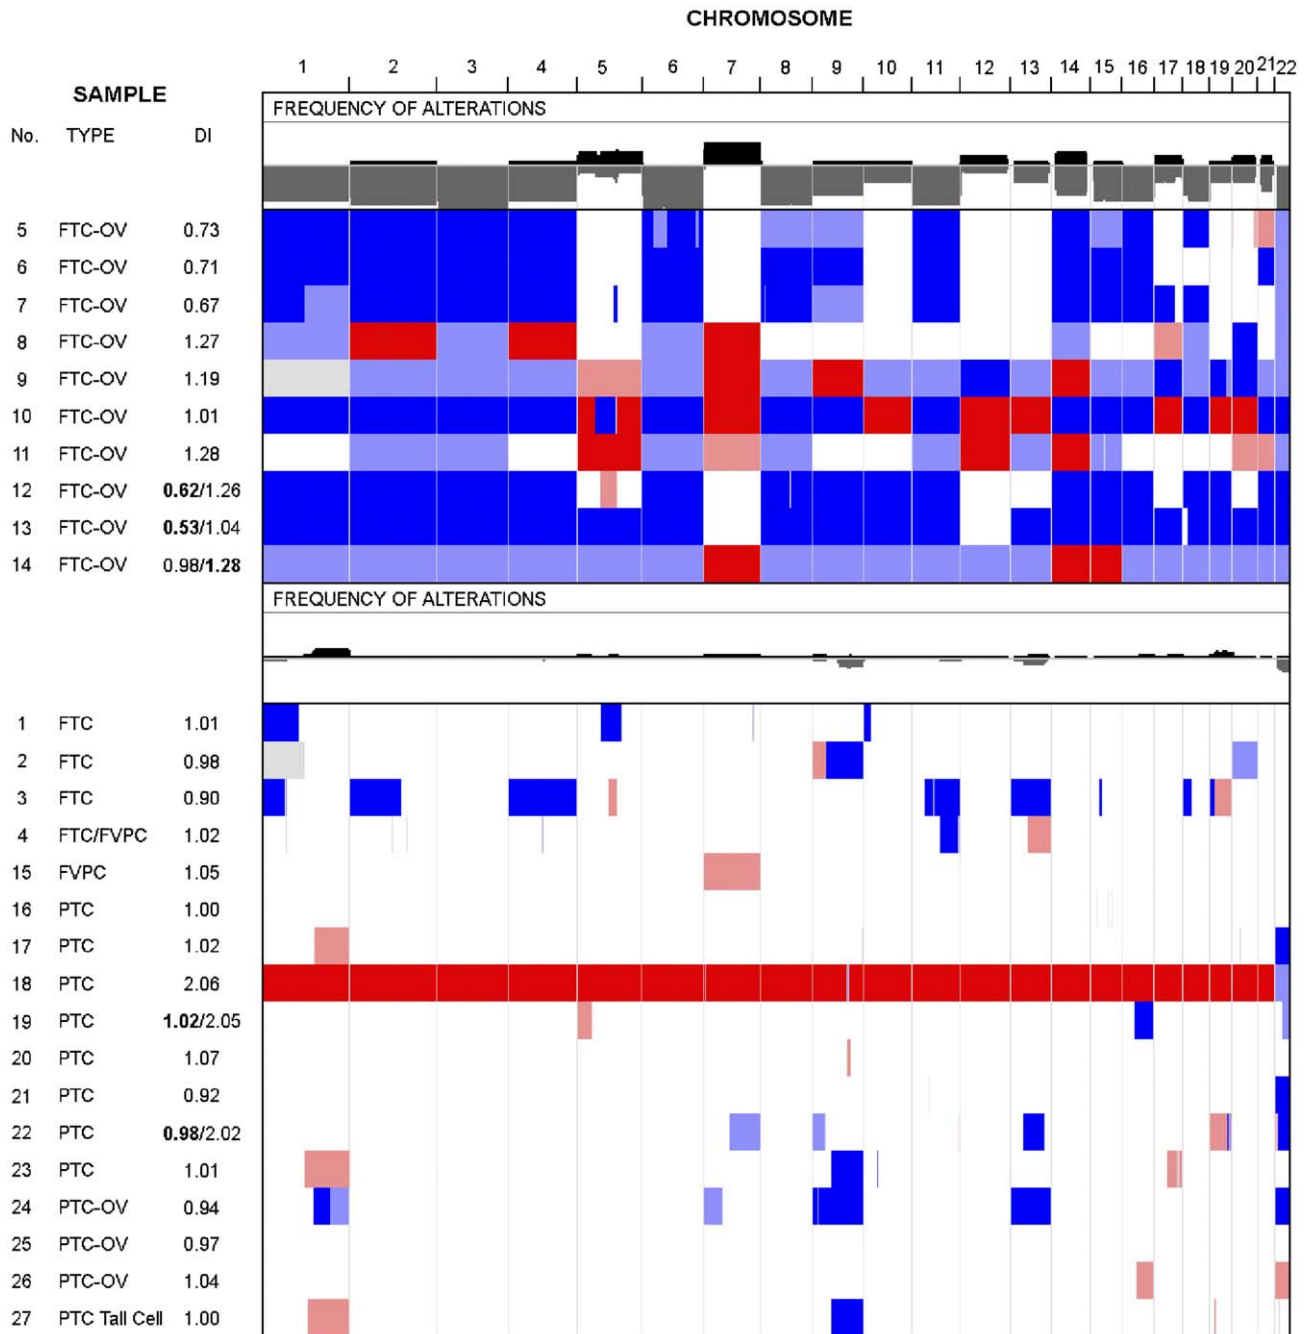 CHROMOSOME
1 2 3 4 5 6 7 8 9 10 11 12 13 14 15 16 17 18 19 20 21 22
SAMPLE
No. TYPE DI
FREQUENCY OF ALTERATIONS
5 FTC-OV 0.73
6 FTC-OV 0.71
7 FTC-OV 0.67
8 FTC-OV 1.27
9 FTC-OV 1.19
10 FTC-OV 1.01
11 FTC-OV 1.28
12 FTC-OV 0.62/1.26
13 FTC-OV 0.53/1.04
14 FTC-OV 0.98/1.28
FREQUENCY OF ALTERATIONS
1 FTC 1.01
2 FTC 0.98
3 FTC 0.90
4 FTC/FVPC 1.02
15 FVPC 1.05
16 PTC 1.00
17 PTC 1.02
18 PTC 2.06
19 PTC 1.02/2.05
20 PTC 1.07
21 PTC 0.92
22 PTC 0.98/2.02
23 PTC 1.01
24 PTC-OV 0.94
25 PTC-OV 0.97
26 PTC-OV 1.04
27 PTC Tall Cell 1.00